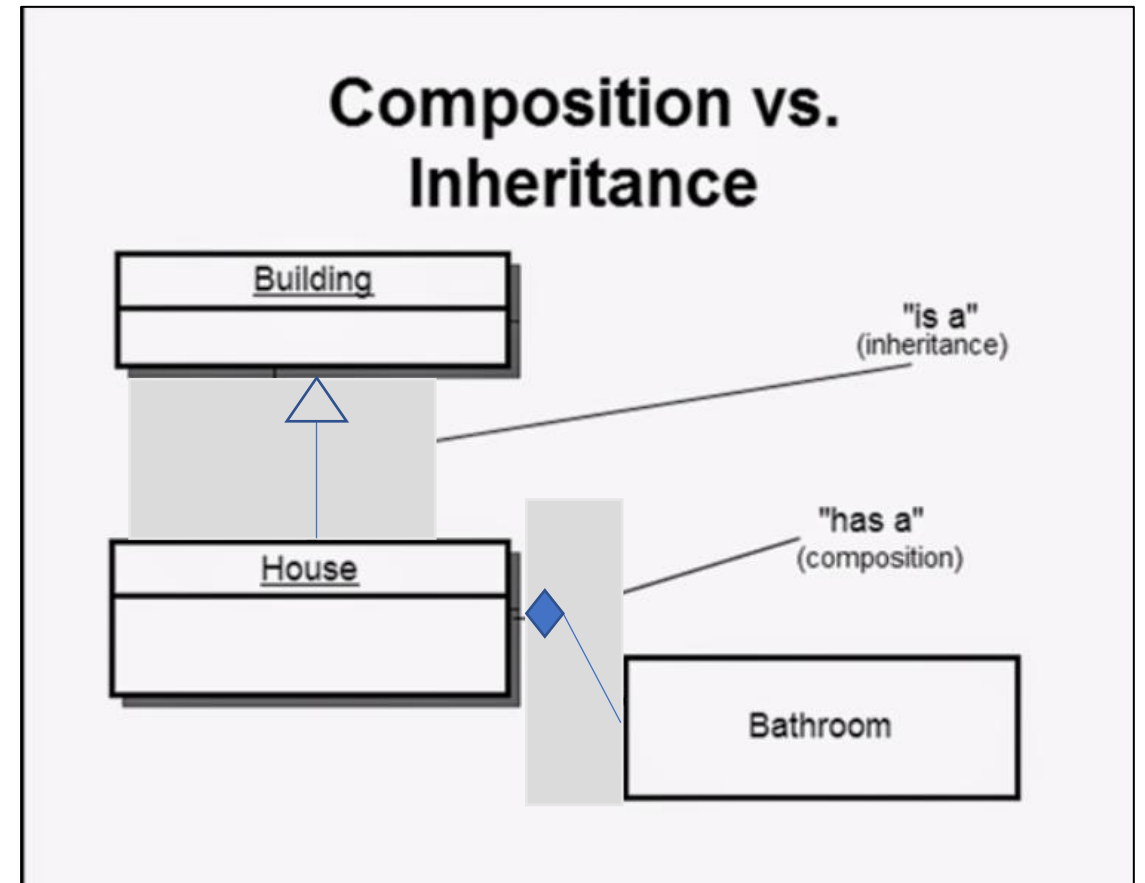 Composition vs.
Inheritance
Building
"is a"
(inheritance)
House
"has a"
(composition)
Bathroom